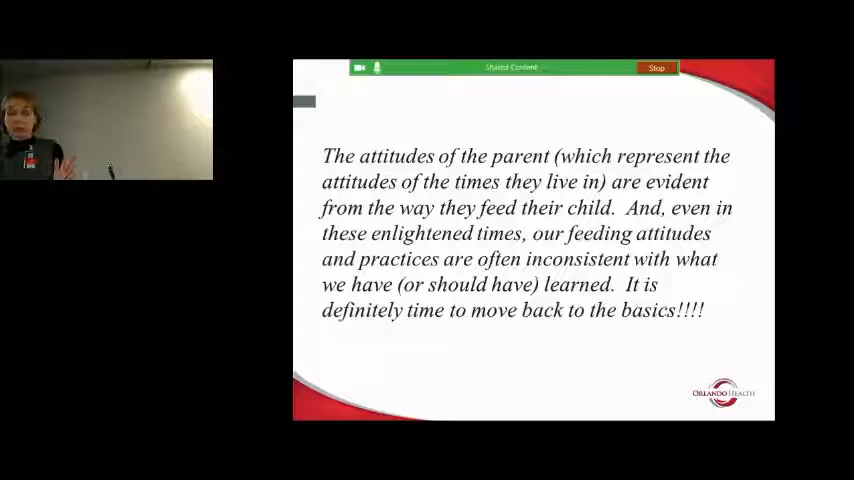 Shared Content
Stop
The attitudes of the parent (which represent the
attitudes of the times they live in) are evident
from the way they feed their child. And, even in
these enlightened times, our feeding attitudes
and practices are often inconsistent with what
we have (or should have) learned. It is
definitely time to move back to the basics!!!!
ORLANDO HEALTH